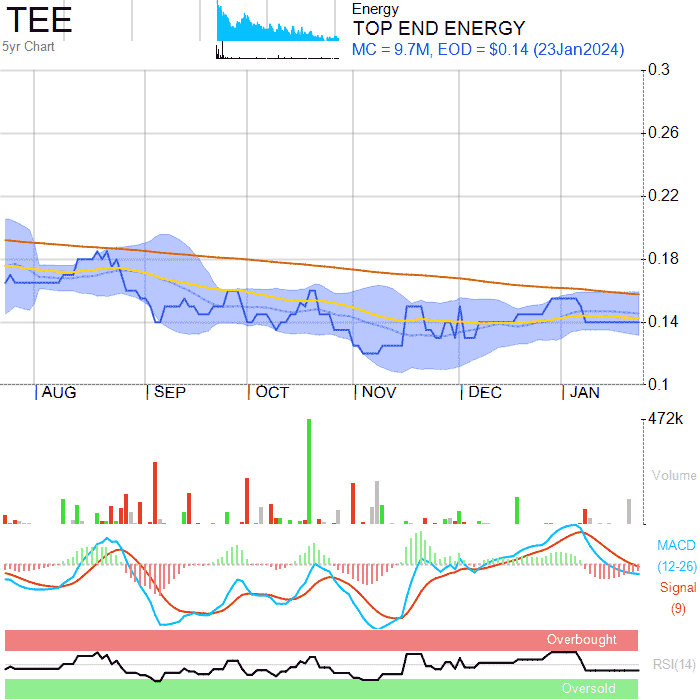 TEE
5yr Chart
Energy
TOP END ENERGY
MC = 9.7M, EOD = $0.14 (23Jan2024)
0.3
0.26
0.22
0.18
0.14
0.1
AUG SEP OCT NOV DEC JAN
472k
Volume
MACD
(12-26)
Signal
(9)
Overbought
RSI(14)
Oversold